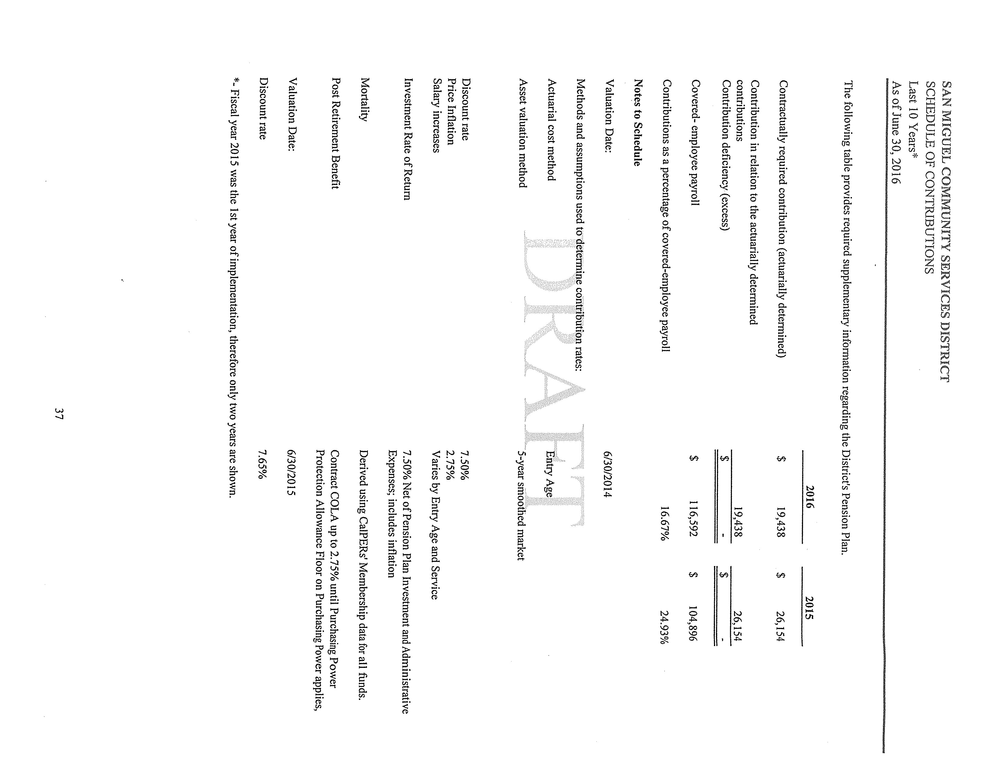 SAN MIGUEL COMMUNITY SERVICES DISTRICT
SCHEDULE OF CONTRIBUTIONS
Last 10 Years*
As of June 30, 2016
The following table provides required supplementary information regarding the District's Pension Plan.
2016 2015
Contractually required contribution (actuarially determined) $ 19,438 $ 26,154
Contribution in relation to the actuarially determined
contributions 19,438 26,154
Contribution deficiency (excess) $ - $ -
Covered- employee payroll $ 116,592 $ 104,896
Contributions as a percentage of covered-employee payroll 16.67% 24.93%
Notes to Schedule
Valuation Date: 6/30/2014
Methods and assumptions used to determine contribution rates:
DRAFT
Actuarial cost method Entry Age
Asset valuation method 5-year smoothed market
Discount rate 7.50%
Price Inflation 2.75%
Salary increases Varies by Entry Age and Service
Investment Rate of Return 7.50% Net of Pension Plan Investment and Administrative
Expenses; includes inflation
Mortality Derived using CalPERs' Membership data for all funds.
Post Retirement Benefit Contract COLA up to 2.75% until Purchasing Power
Protection Allowance Floor on Purchasing Power applies,
Valuation Date: 6/30/2015
Discount rate 7.65%
*- Fiscal year 2015 was the 1st year of implementation, therefore only two years are shown.
37